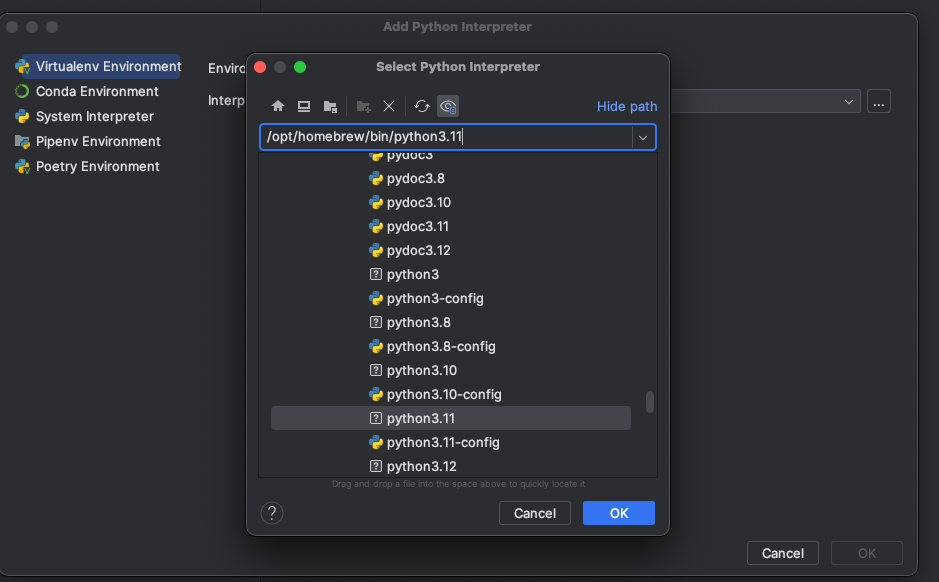 Add Python Interpreter
Virtualenv Environment
Conda Environment
System Interpreter
Pipenv Environment
Poetry Environment
Enviro
Interp
...
Select Python Interpreter
Hide path
/opt/homebrew/bin/python3.11
pydoc3
pydoc3.8
pydoc3.10
pydoc3.11
pydoc3.12
python3
python3-config
python3.8
python3.8-config
python3.10
python3.10-config
python3.11
python3.11-config
python3.12
Drag and drop a file into the space above to quickly locate it
?
Cancel
OK
Cancel
OK